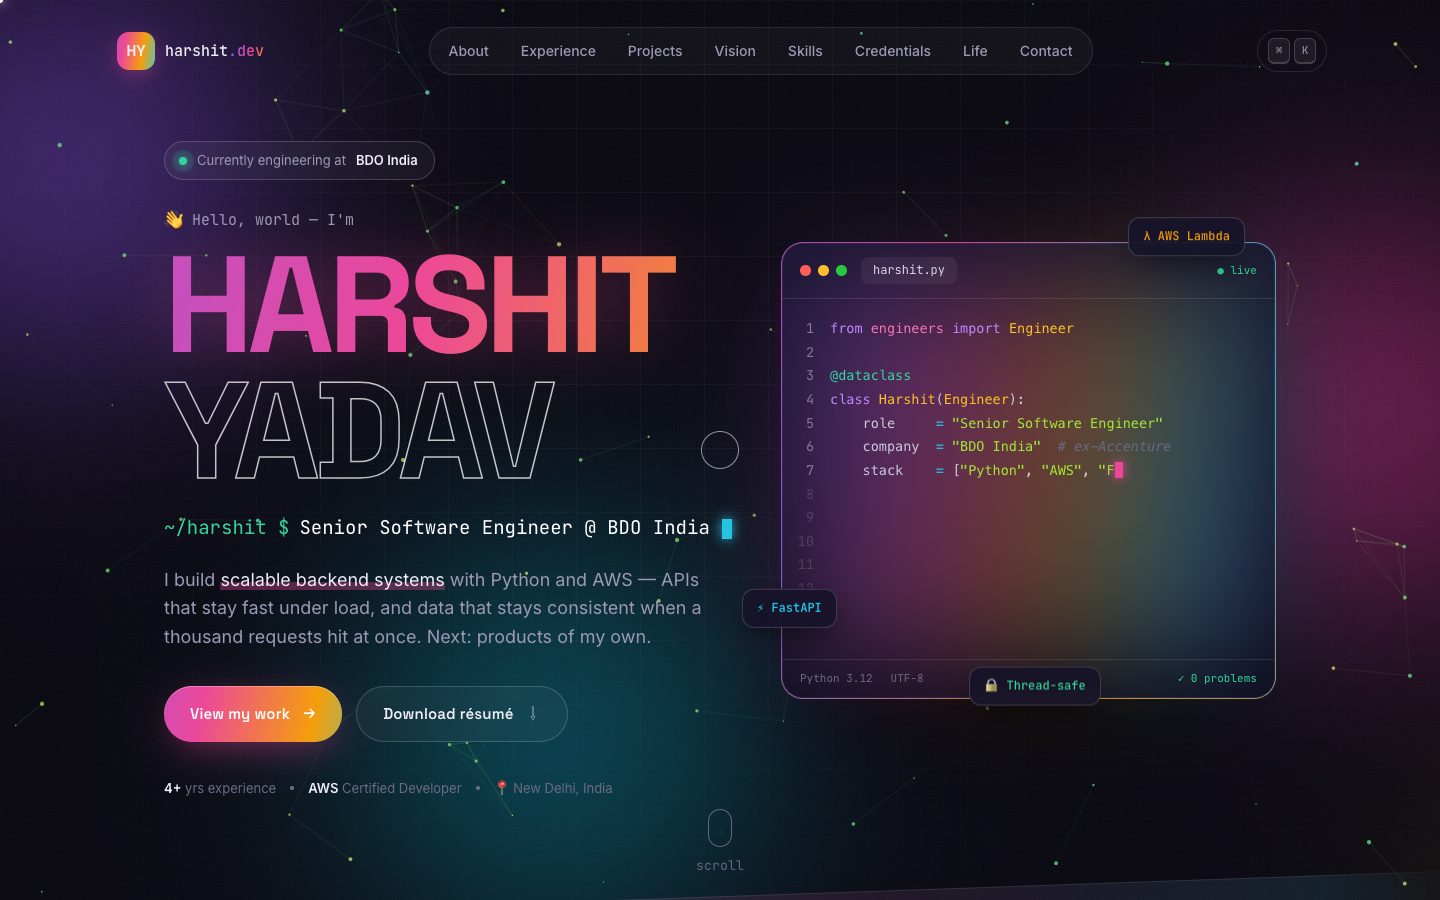 HY harshit.dev
About Experience Projects Vision Skills Credentials Life Contact
⌘ K
Currently engineering at BDO India
👋 Hello, world — I'm
HARSHIT
YADAV
~/harshit $ Senior Software Engineer @ BDO India
I build scalable backend systems with Python and AWS — APIs
that stay fast under load, and data that stays consistent when a
thousand requests hit at once. Next: products of my own.
View my work →
Download résumé
4+ yrs experience • AWS Certified Developer • 📍 New Delhi, India
λ AWS Lambda
harshit.py
● live
1 from engineers import Engineer
2
3 @dataclass
4 class Harshit(Engineer):
5 role = "Senior Software Engineer"
6 company = "BDO India" # ex-Accenture
7 stack = ["Python", "AWS", "F
8
9
10
11
12
⚡ FastAPI
Python 3.12 UTF-8
🔒 Thread-safe
✓ 0 problems
scroll